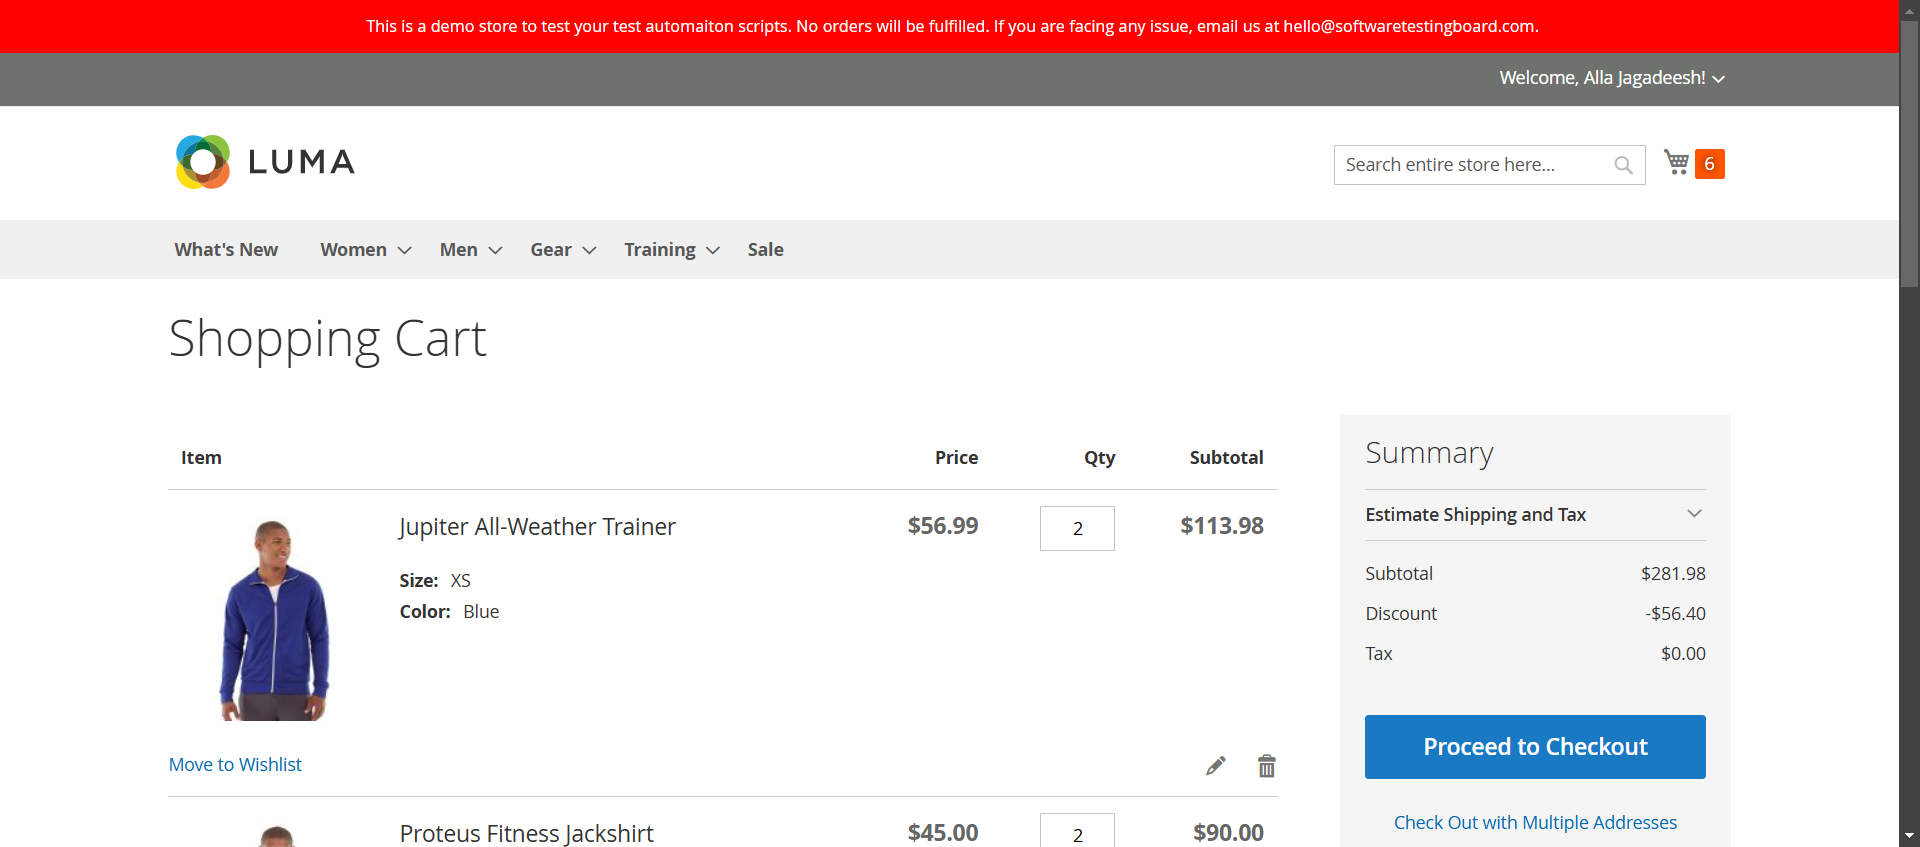 This is a demo store to test your test automaiton scripts. No orders will be fulfilled. If you are facing any issue, email us at hello@softwaretestingboard.com.
Welcome, Alla Jagadeesh!
LUMA
Search entire store here...
6
What's New Women Men Gear Training Sale
Shopping Cart
Item Price Qty Subtotal
Jupiter All-Weather Trainer $56.99 2 $113.98
Size: XS
Color: Blue
Move to Wishlist
Proteus Fitness Jackshirt $45.00 2 $90.00
Summary
Estimate Shipping and Tax
Subtotal $281.98
Discount -$56.40
Tax $0.00
Proceed to Checkout
Check Out with Multiple Addresses